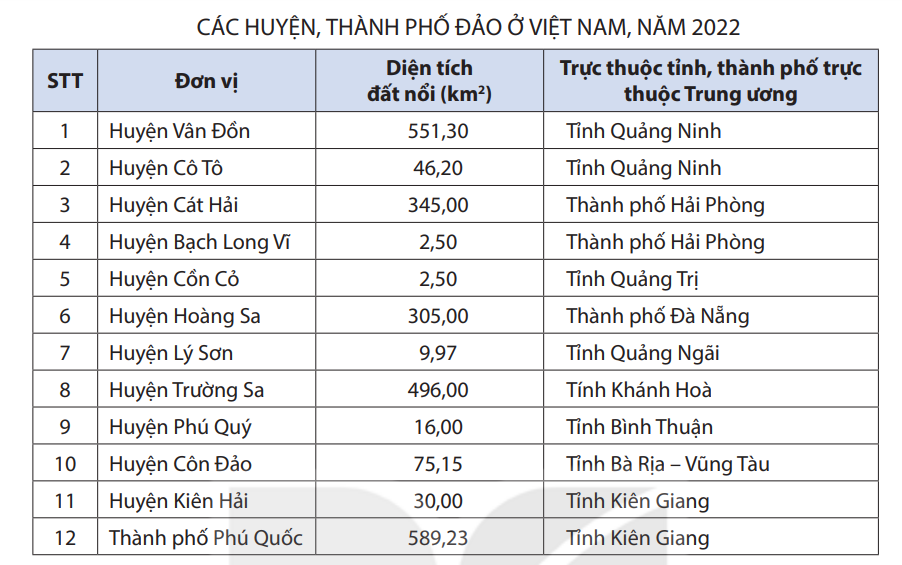 CÁC HUYỆN, THÀNH PHỐ ĐẢO Ở VIỆT NAM, NĂM 2022
STT Đơn vị Diện tích đất nổi (km²) Trực thuộc tỉnh, thành phố trực thuộc Trung ương
1 Huyện Vân Đồn 551,30 Tỉnh Quảng Ninh
2 Huyện Cô Tô 46,20 Tỉnh Quảng Ninh
3 Huyện Cát Hải 345,00 Thành phố Hải Phòng
4 Huyện Bạch Long Vĩ 2,50 Thành phố Hải Phòng
5 Huyện Cồn Cỏ 2,50 Tỉnh Quảng Trị
6 Huyện Hoàng Sa 305,00 Thành phố Đà Nẵng
7 Huyện Lý Sơn 9,97 Tỉnh Quảng Ngãi
8 Huyện Trường Sa 496,00 Tính Khánh Hoà
9 Huyện Phú Quý 16,00 Tỉnh Bình Thuận
10 Huyện Côn Đảo 75,15 Tỉnh Bà Rịa – Vũng Tàu
11 Huyện Kiên Hải 30,00 Tỉnh Kiên Giang
12 Thành phố Phú Quốc 589,23 Tỉnh Kiên Giang